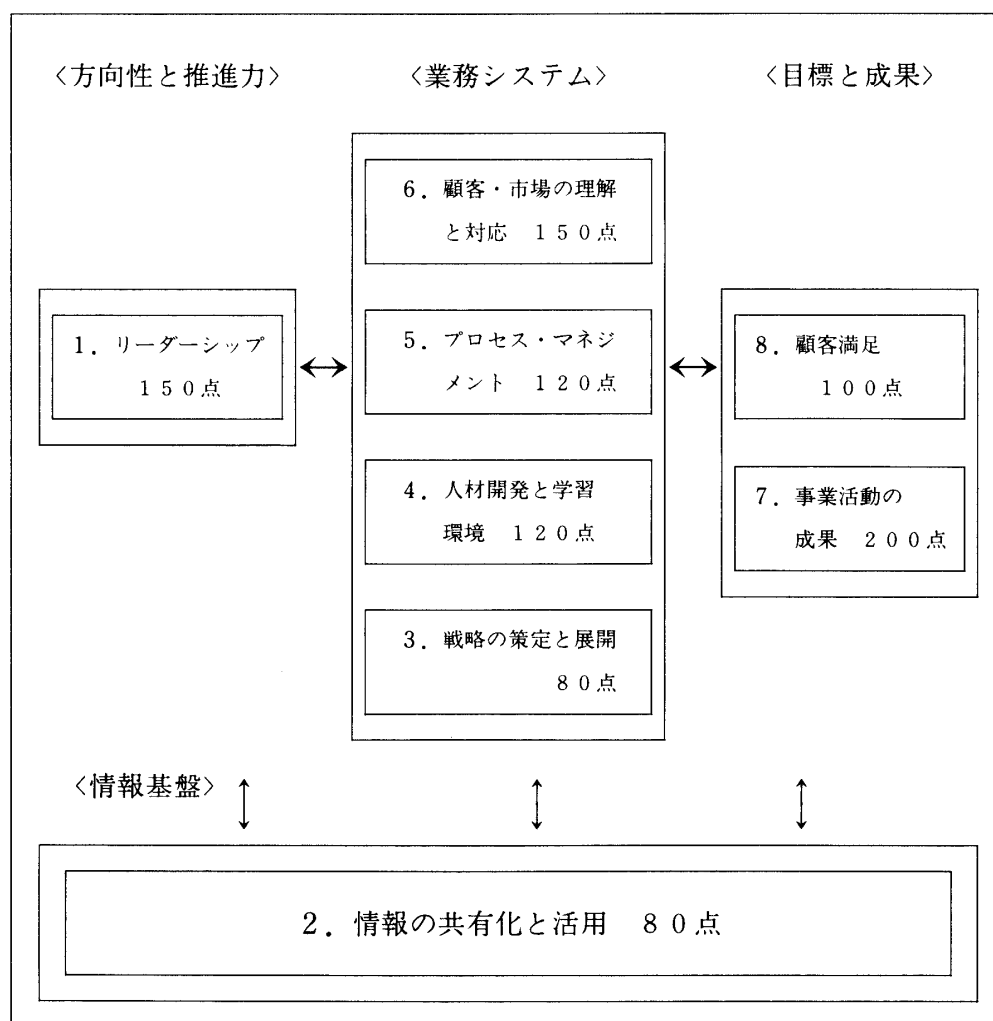 〈方向性と推進力〉
〈業務システム〉
〈目標と成果〉
6. 顧客・市場の理解
と対応 150点
1. リーダーシップ
150点
5. プロセス・マネジ
メント 120点
8. 顧客満足
100点
4. 人材開発と学習
環境 120点
7. 事業活動の
成果 200点
3. 戦略の策定と展開
80点
〈情報基盤〉
2. 情報の共有化と活用 80点